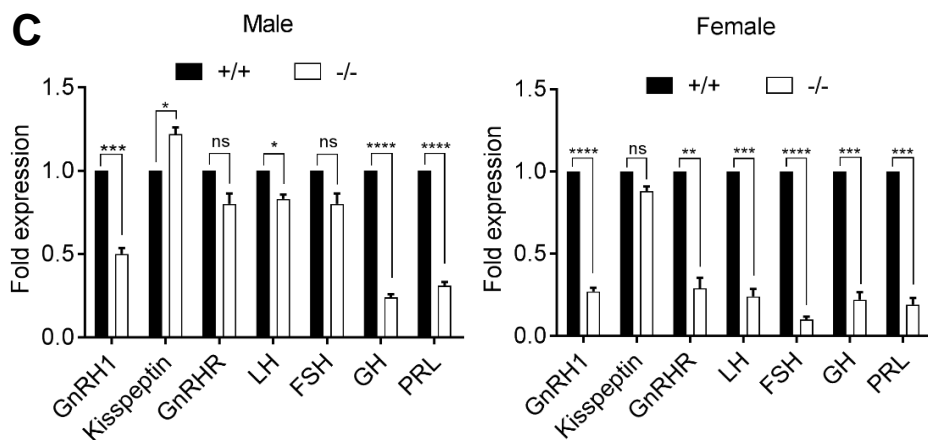 C
Male
+/+ -/-
Fold expression
1.5
1.0
0.5
0.0
*** * ns * ns **** ****
GnRH1 Kisspeptin GnRHR LH FSH GH PRL
Female
+/+ -/-
Fold expression
1.5
1.0
0.5
0.0
**** ns ** *** **** *** ***
GnRH1 Kisspeptin GnRHR LH FSH GH PRL